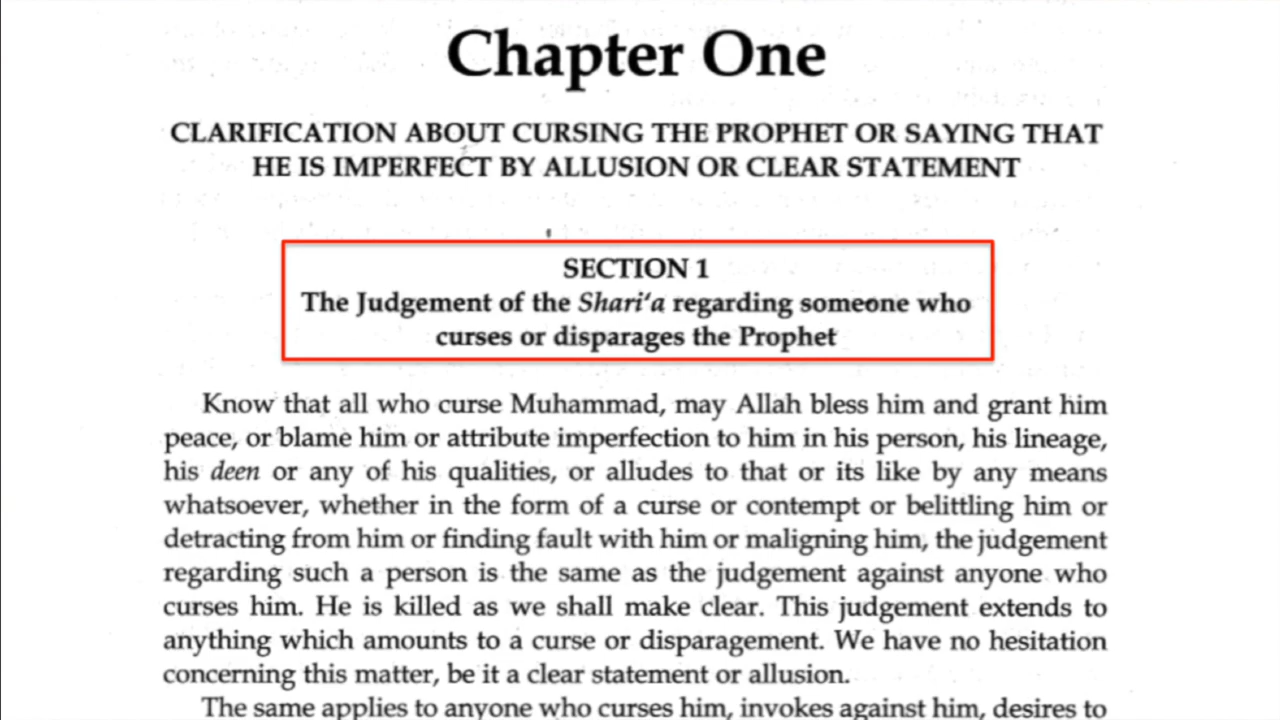 Chapter One
CLARIFICATION ABOUT CURSING THE PROPHET OR SAYING THAT
HE IS IMPERFECT BY ALLUSION OR CLEAR STATEMENT
SECTION 1
The Judgement of the Shari'a regarding someone who
curses or disparages the Prophet
Know that all who curse Muhammad, may Allah bless him and grant him
peace, or blame him or attribute imperfection to him in his person, his lineage,
his deen or any of his qualities, or alludes to that or its like by any means
whatsoever, whether in the form of a curse or contempt or belittling him or
detracting from him or finding fault with him or maligning him, the judgement
regarding such a person is the same as the judgement against anyone who
curses him. He is killed as we shall make clear. This judgement extends to
anything which amounts to a curse or disparagement. We have no hesitation
concerning this matter, be it a clear statement or allusion.
The same applies to anyone who curses him, invokes against him, desires to